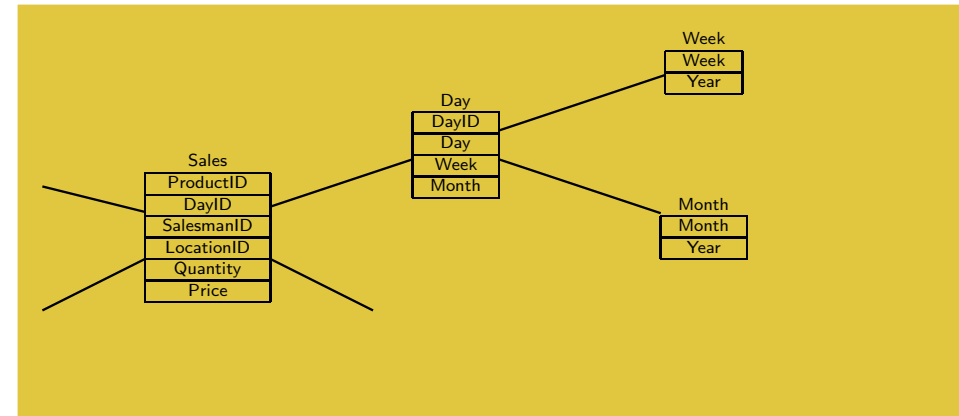 Sales
ProductID
DayID
SalesmanID
LocationID
Quantity
Price
Day
DayID
Day
Week
Month
Week
Week
Year
Month
Month
Year